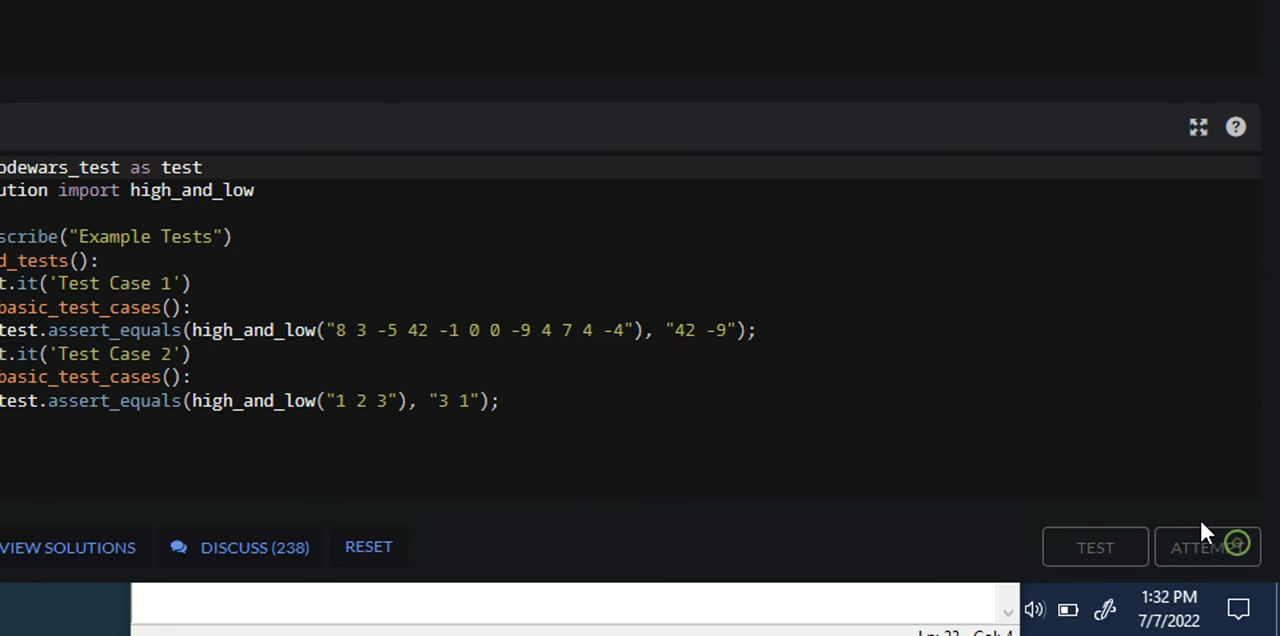 odewars_test as test
ution import high_and_low
scribe("Example Tests")
d_tests():
t.it('Test Case 1')
basic_test_cases():
test.assert_equals(high_and_low("8 3 -5 42 -1 0 0 -9 4 7 4 -4"), "42 -9");
t.it('Test Case 2')
basic_test_cases():
test.assert_equals(high_and_low("1 2 3"), "3 1");
VIEW SOLUTIONS DISCUSS (238) RESET TEST ATTEMPT
1:32 PM
7/7/2022